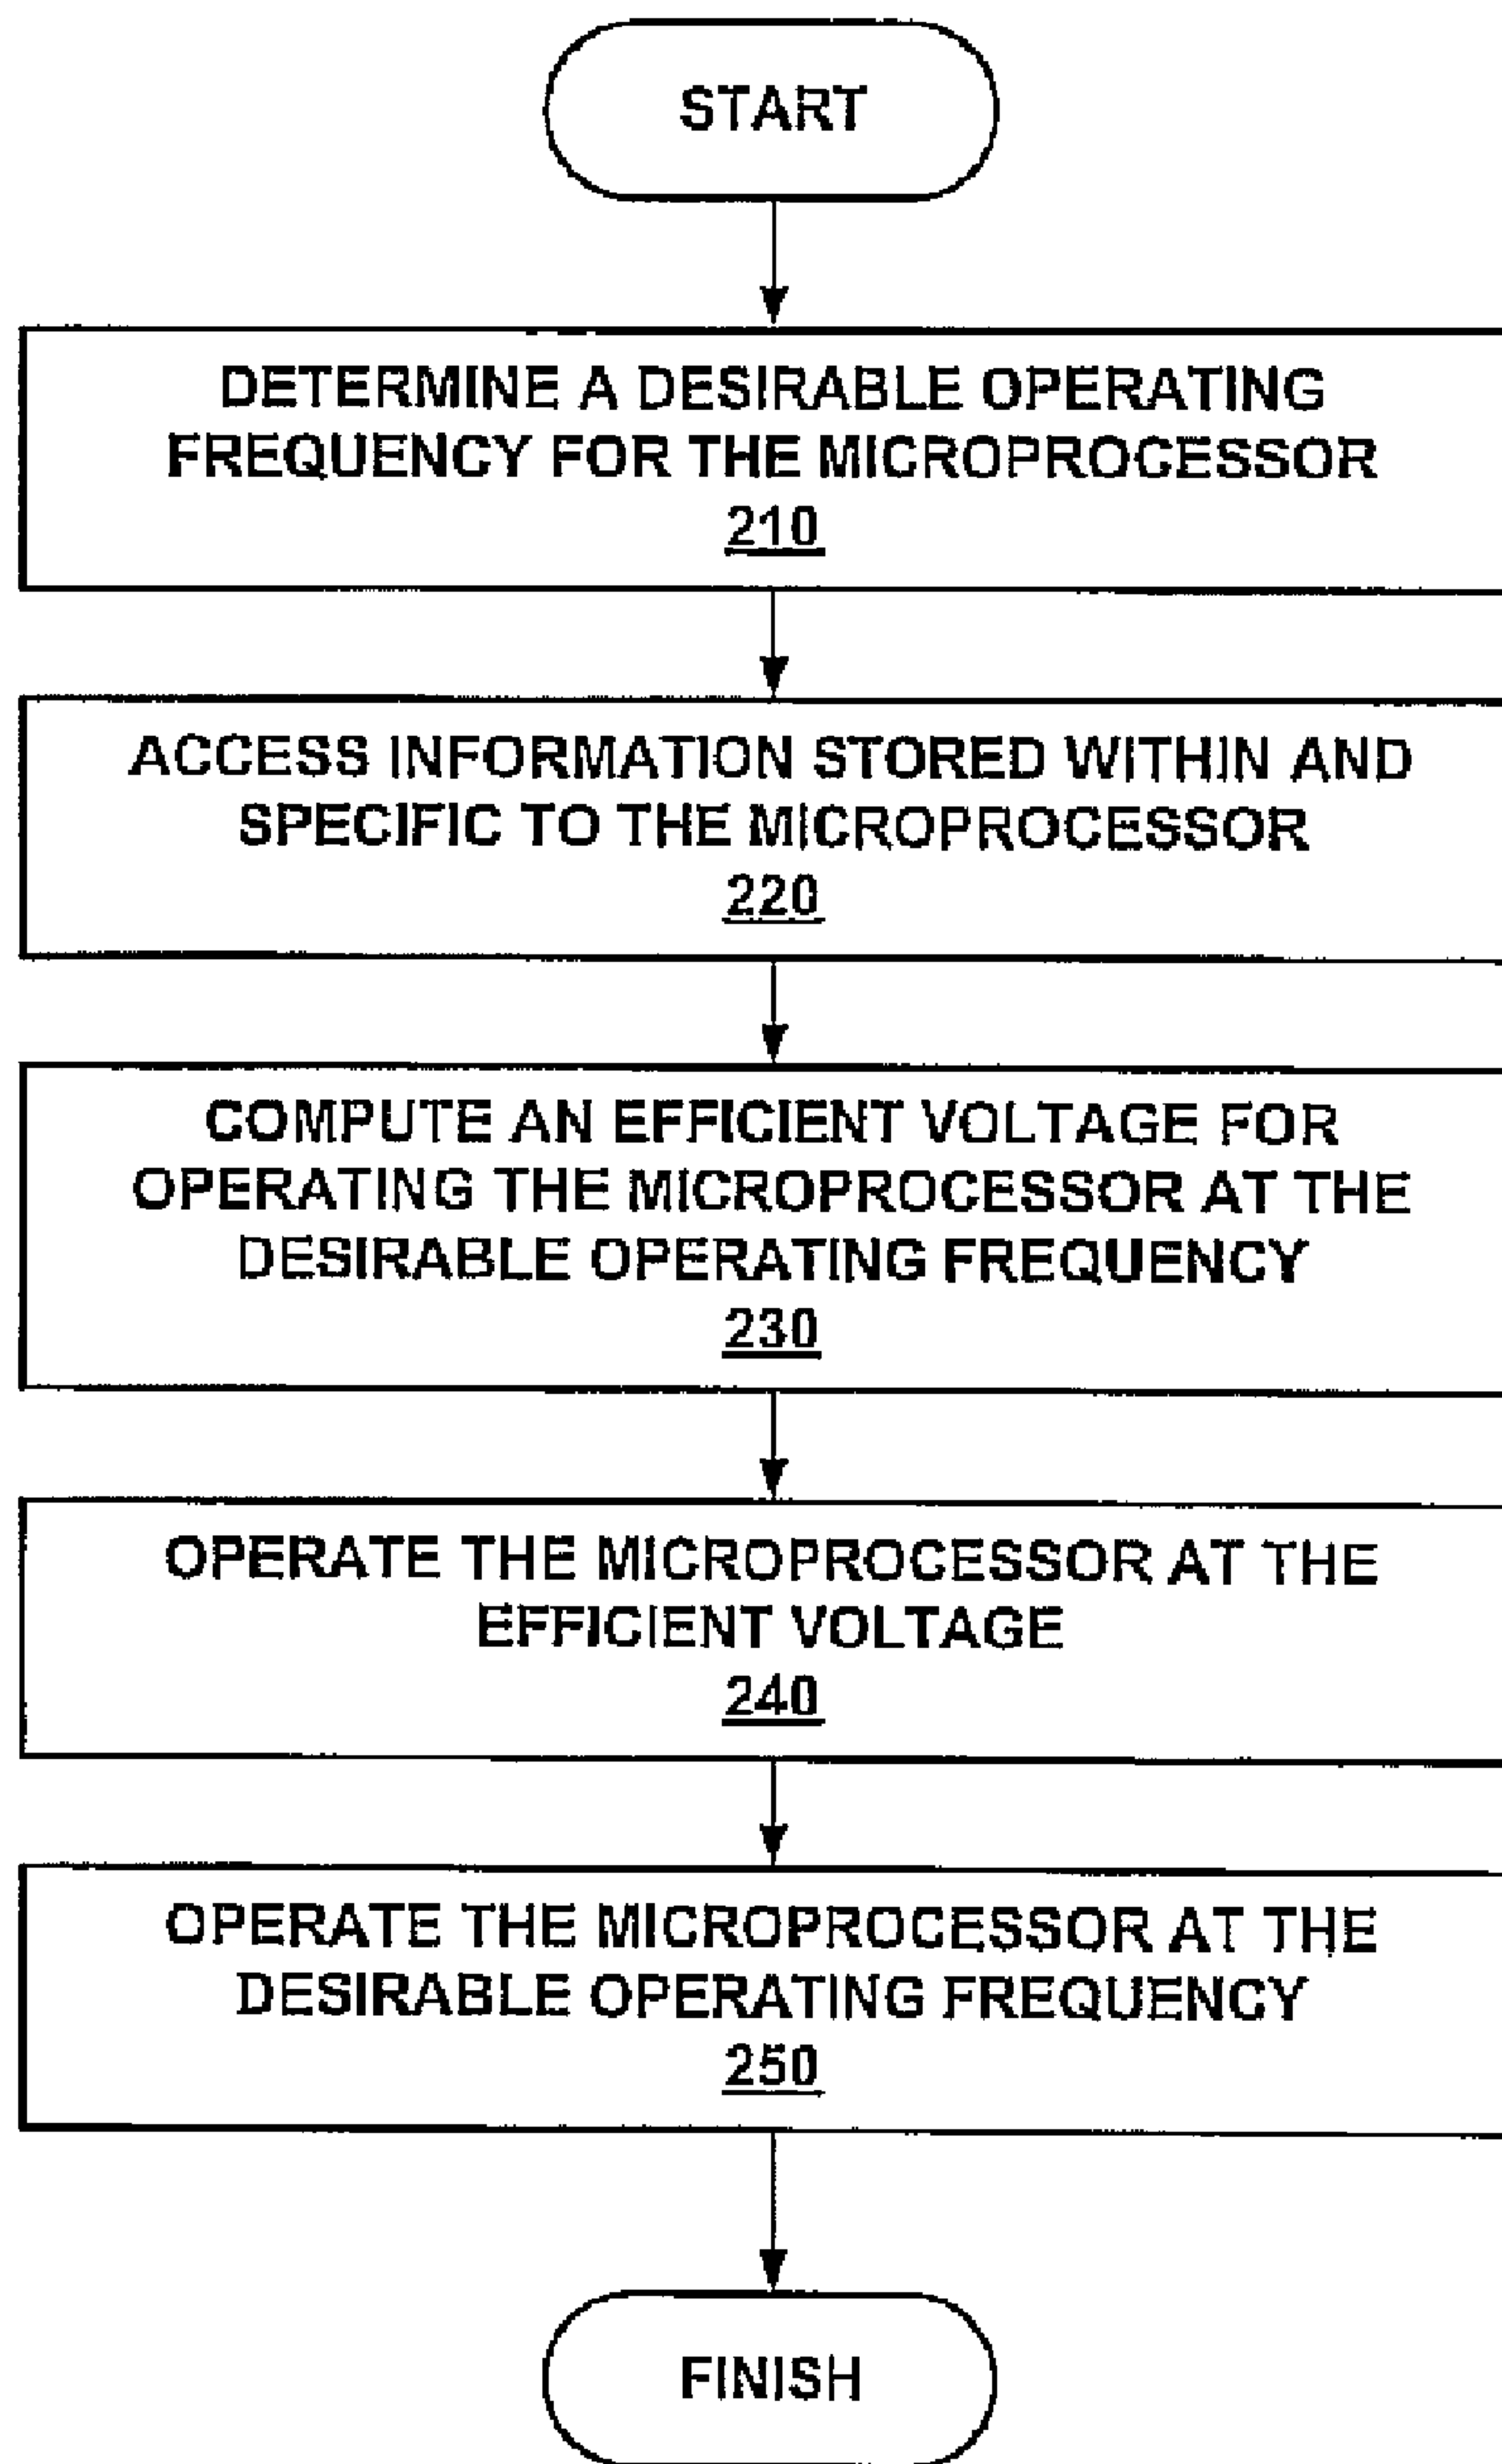 START
DETERMINE A DESIRABLE OPERATING
FREQUENCY FOR THE MICROPROCESSOR
210
ACCESS INFORMATION STORED WITHIN AND
SPECIFIC TO THE MICROPROCESSOR
220
COMPUTE AN EFFICIENT VOLTAGE FOR
OPERATING THE MICROPROCESSOR AT THE
DESIRABLE OPERATING FREQUENCY
230
OPERATE THE MICROPROCESSOR AT THE
EFFICIENT VOLTAGE
240
OPERATE THE MICROPROCESSOR AT THE
DESIRABLE OPERATING FREQUENCY
250
FINISH